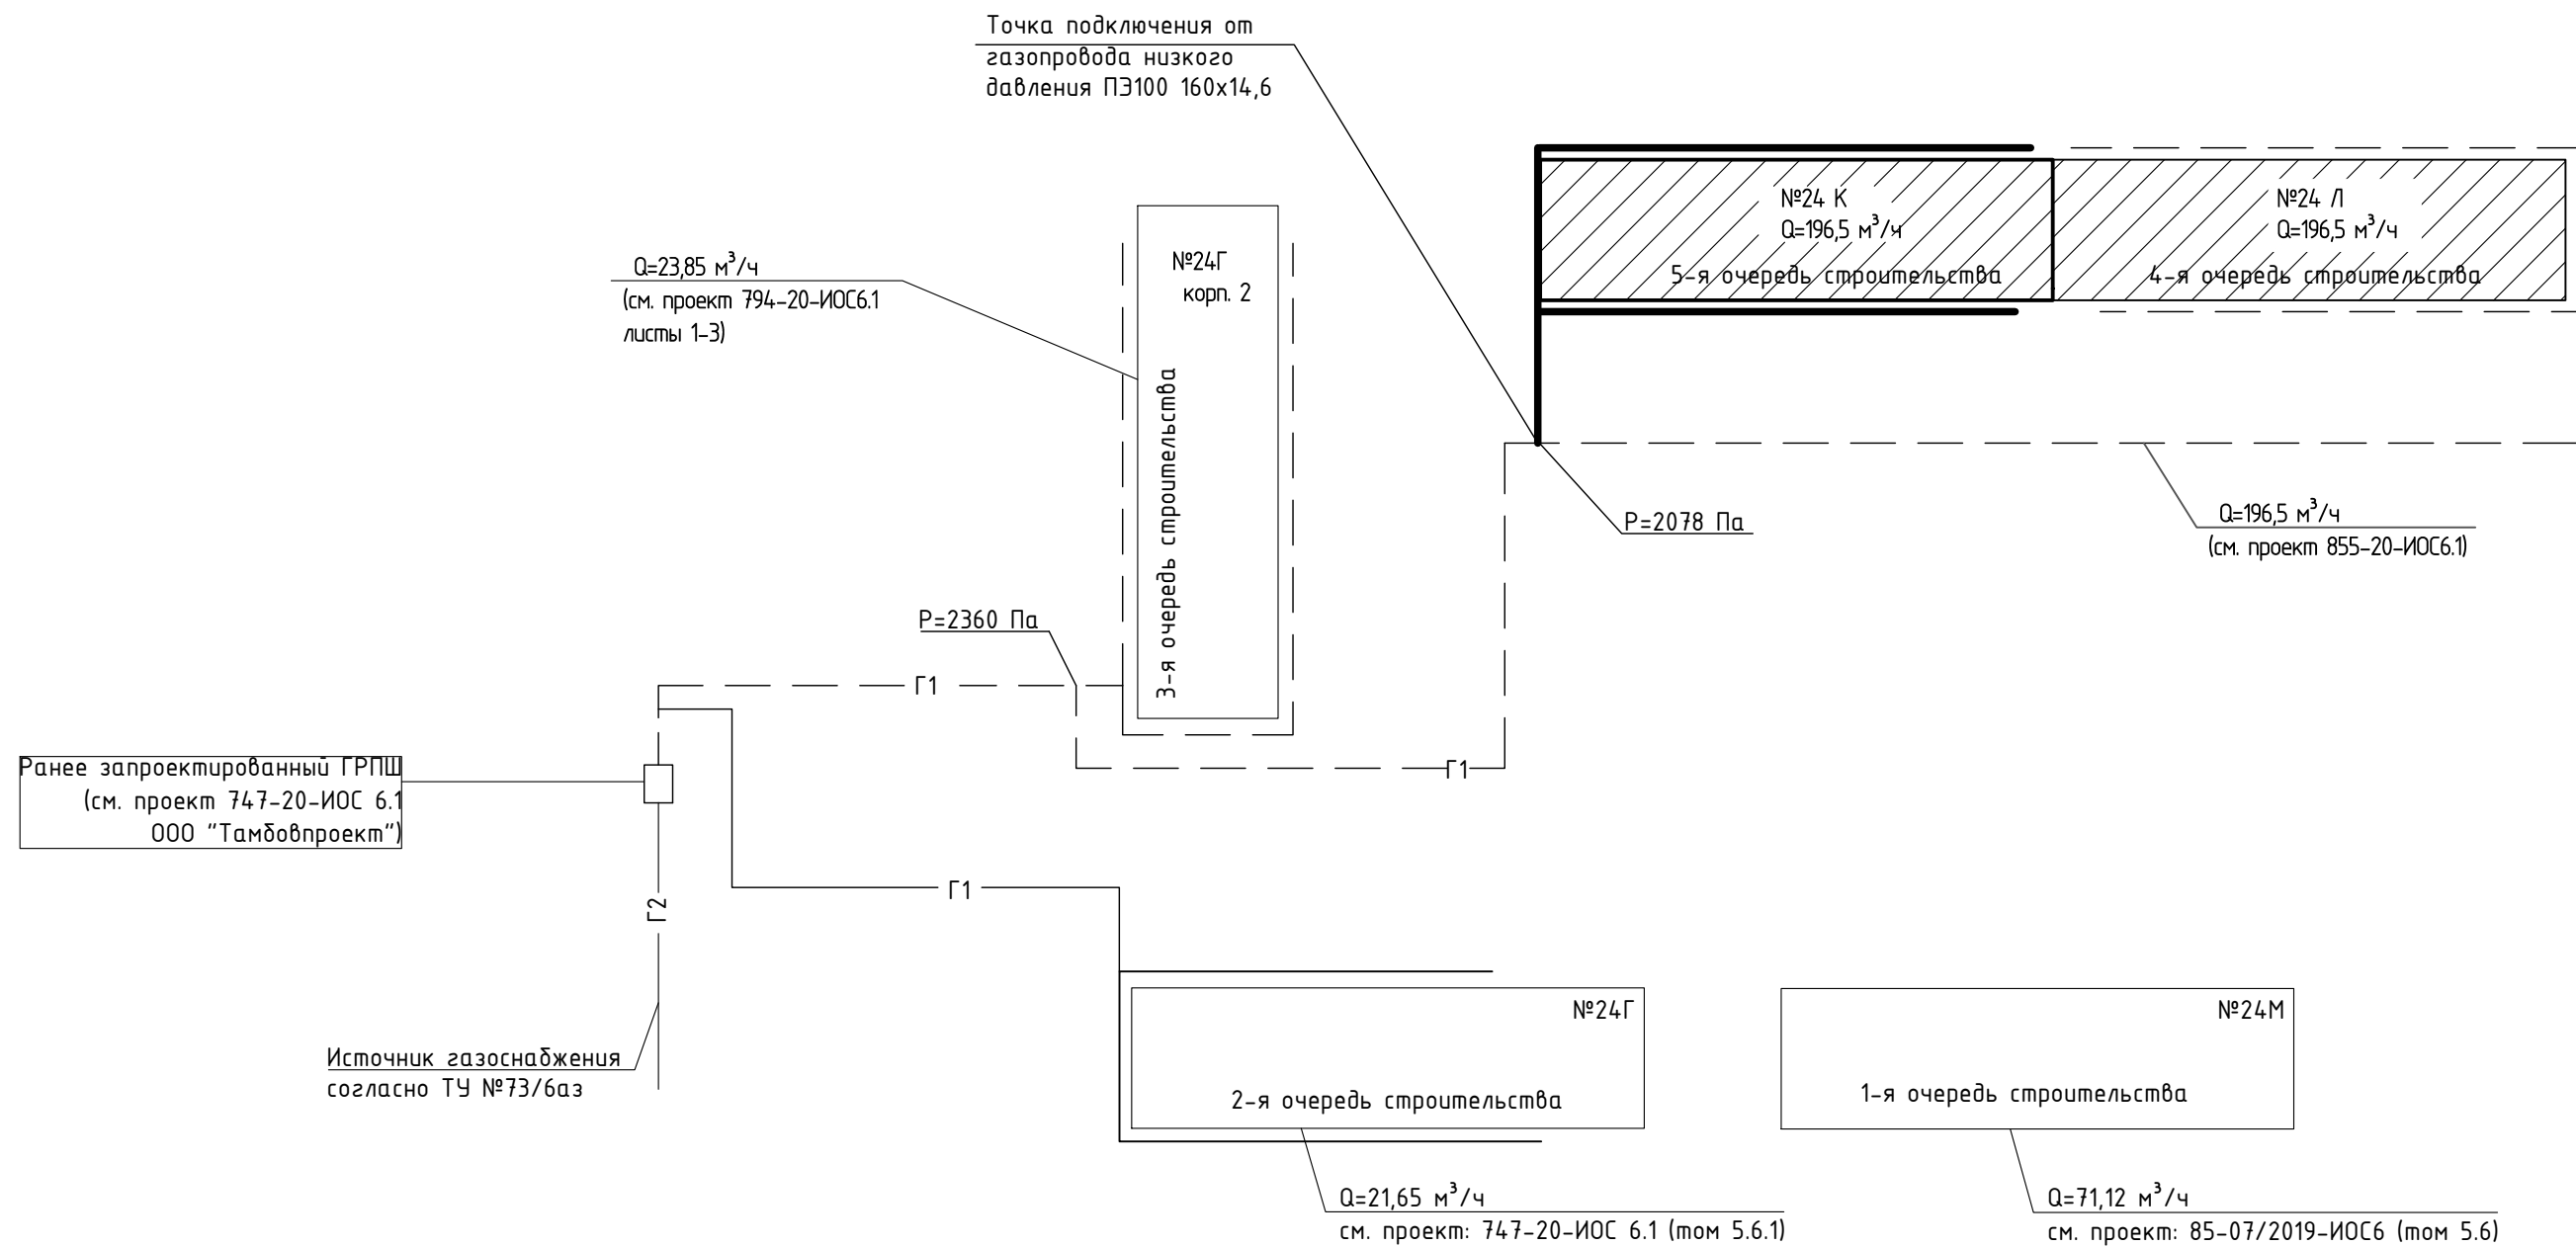 Точка подключения от
газопровода низкого
давления ПЭ100 160х14,6
№24 К
Q=196,5 м³/ч
5-я очередь строительства
№24 Л
Q=196,5 м³/ч
4-я очередь строительства
Q=23,85 м³/ч
(см. проект 794-20-ИОС6.1
листы 1-3)
№24Г
корп. 2
3-я очередь строительства
Р=2078 Па
Q=196,5 м³/ч
(см. проект 855-20-ИОС6.1)
Р=2360 Па
Г1
Г1
Ранее запроектированный ГРПШ
(см. проект 747-20-ИОС 6.1
ООО "Тамбовпроект")
Г1
Г2
Источник газоснабжения
согласно ТУ №73/6аз
№24Г
2-я очередь строительства
Q=21,65 м³/ч
см. проект: 747-20-ИОС 6.1 (том 5.6.1)
№24М
1-я очередь строительства
Q=71,12 м³/ч
см. проект: 85-07/2019-ИОС6 (том 5.6)